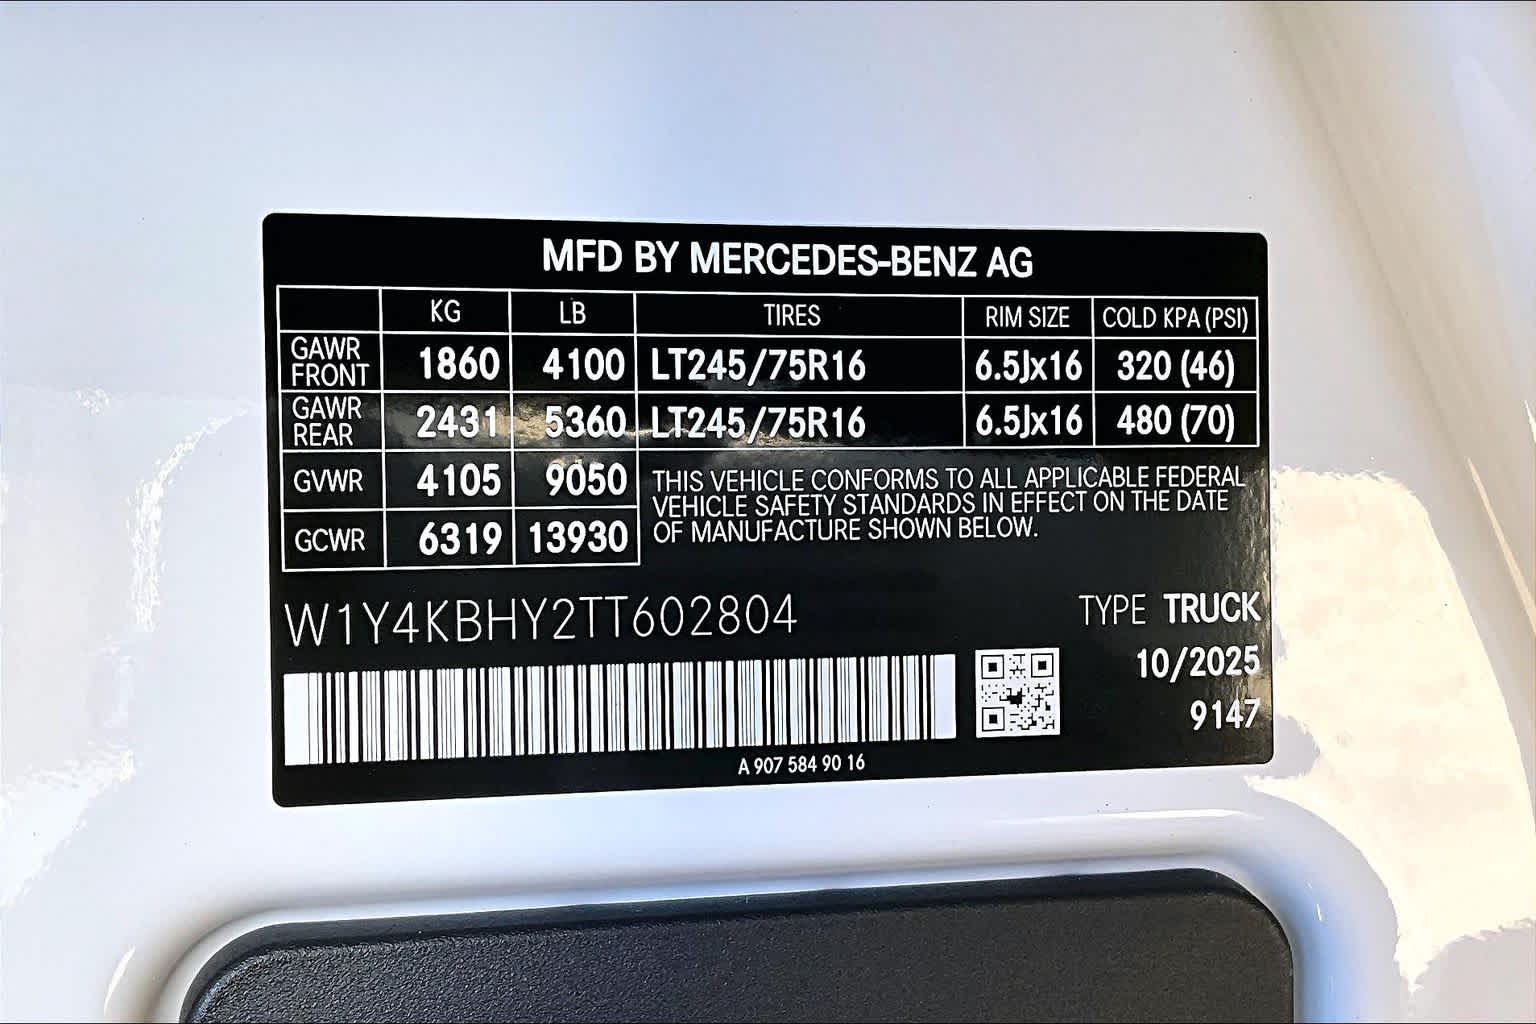 MFD BY MERCEDES-BENZ AG
KG LB TIRES RIM SIZE COLD KPA (PSI)
GAWR FRONT 1860 4100 LT245/75R16 6.5Jx16 320 (46)
GAWR REAR 2431 5360 LT245/75R16 6.5Jx16 480 (70)
GVWR 4105 9050
GCWR 6319 13930
THIS VEHICLE CONFORMS TO ALL APPLICABLE FEDERAL
VEHICLE SAFETY STANDARDS IN EFFECT ON THE DATE
OF MANUFACTURE SHOWN BELOW.
W1Y4KBHY2TT602804
TYPE TRUCK
10/2025
9147
A 907 584 90 16